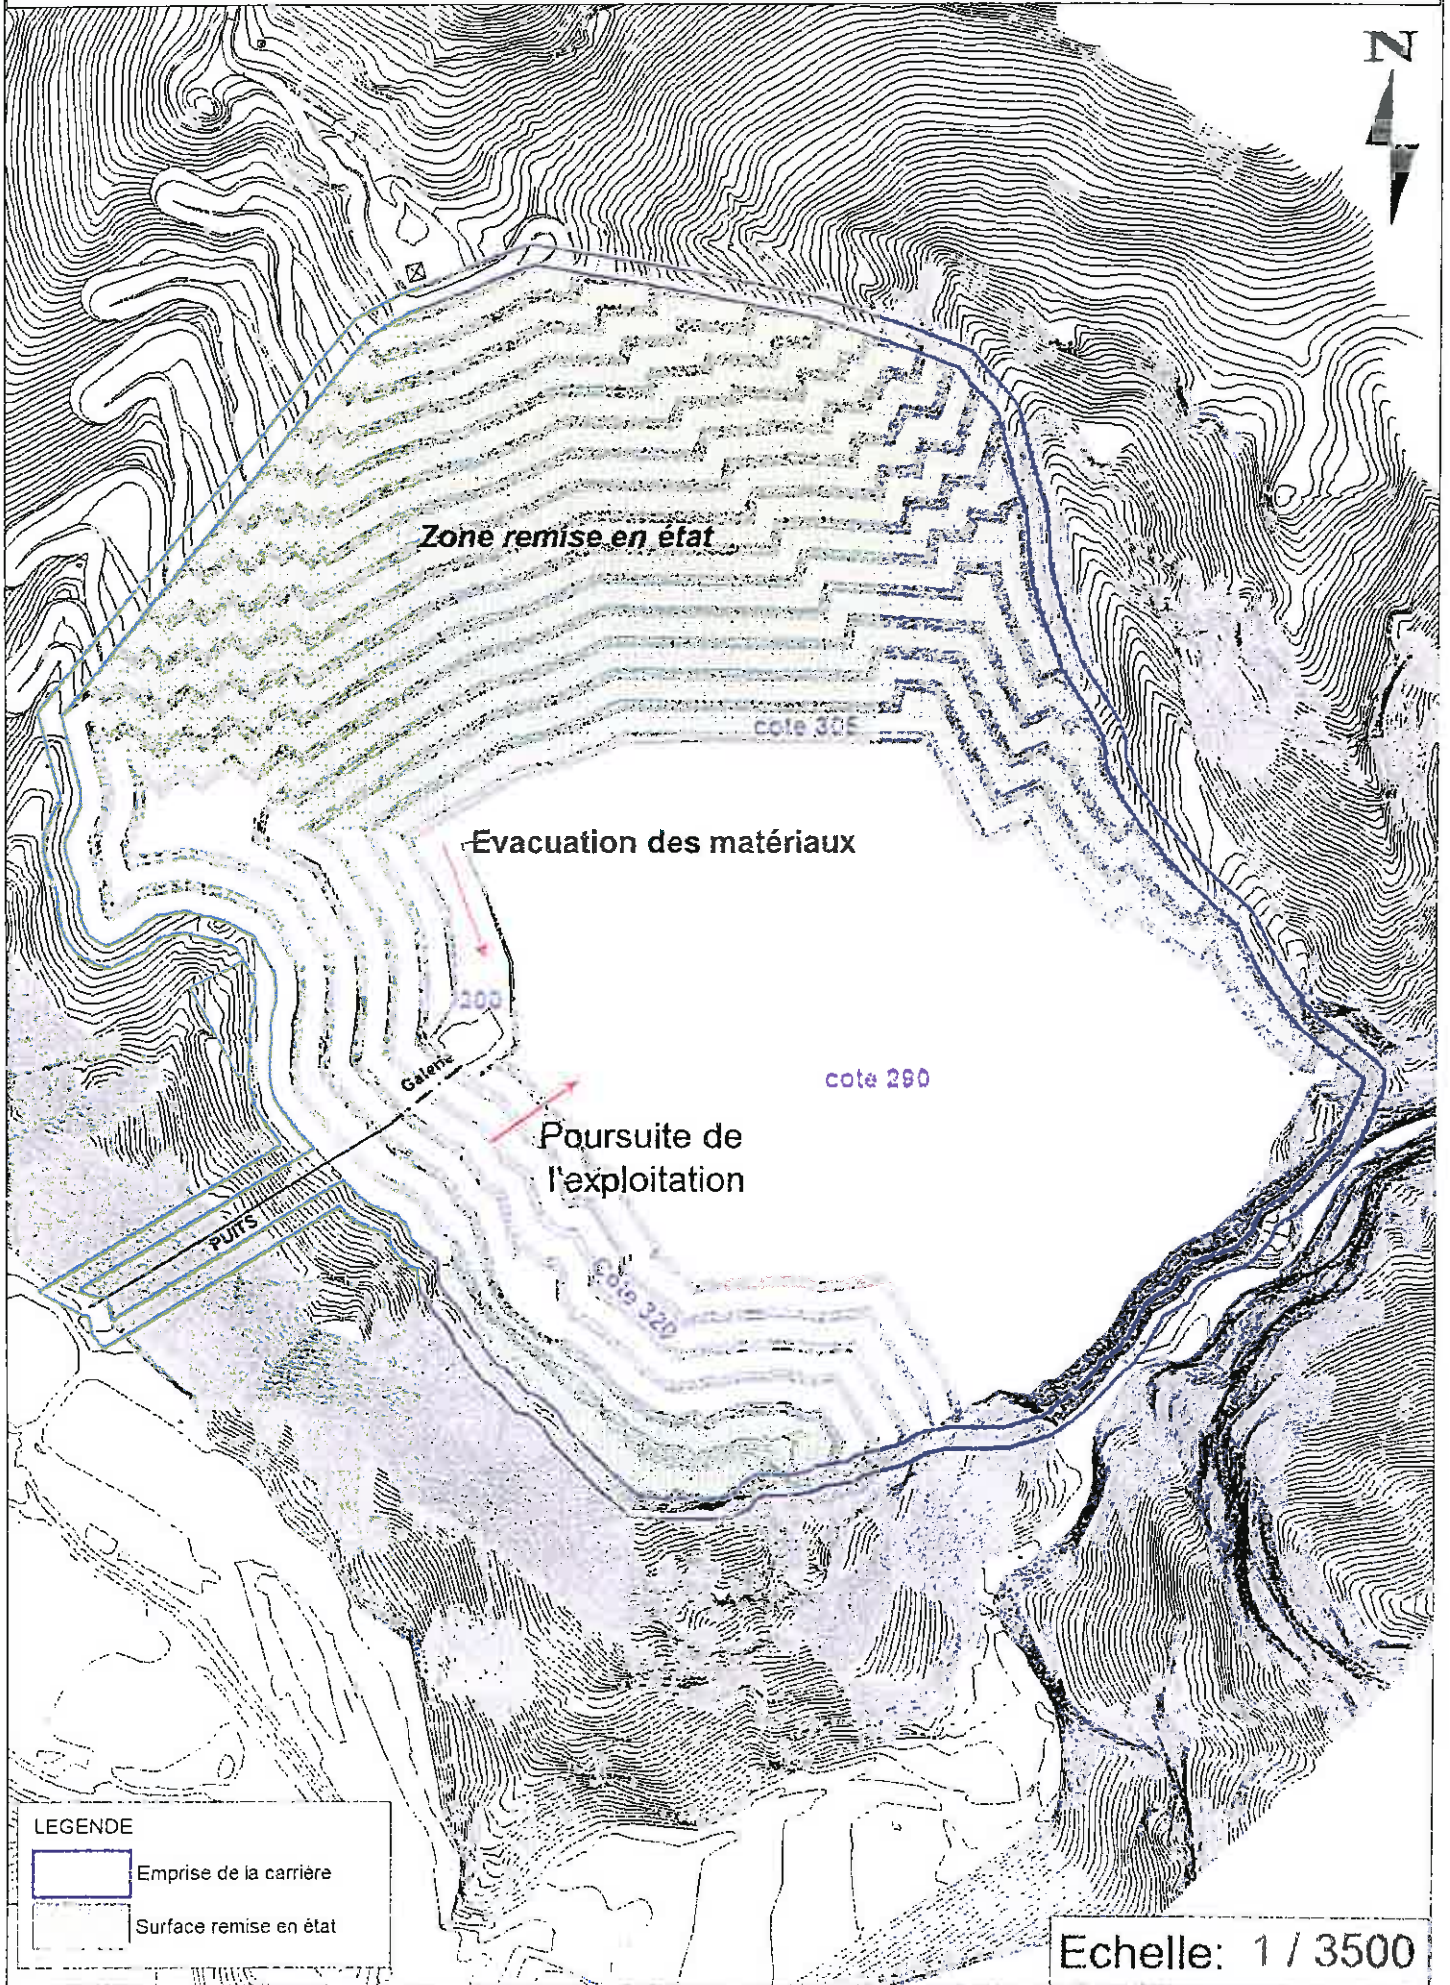 N
Zone remise en état
cote 305
Evacuation des matériaux
Galerie
cote 290
Poursuite de
l'exploitation
PUITS
cote 320
LEGENDE
Emprise de la carrière
Surface remise en état
Echelle: 1 / 3500